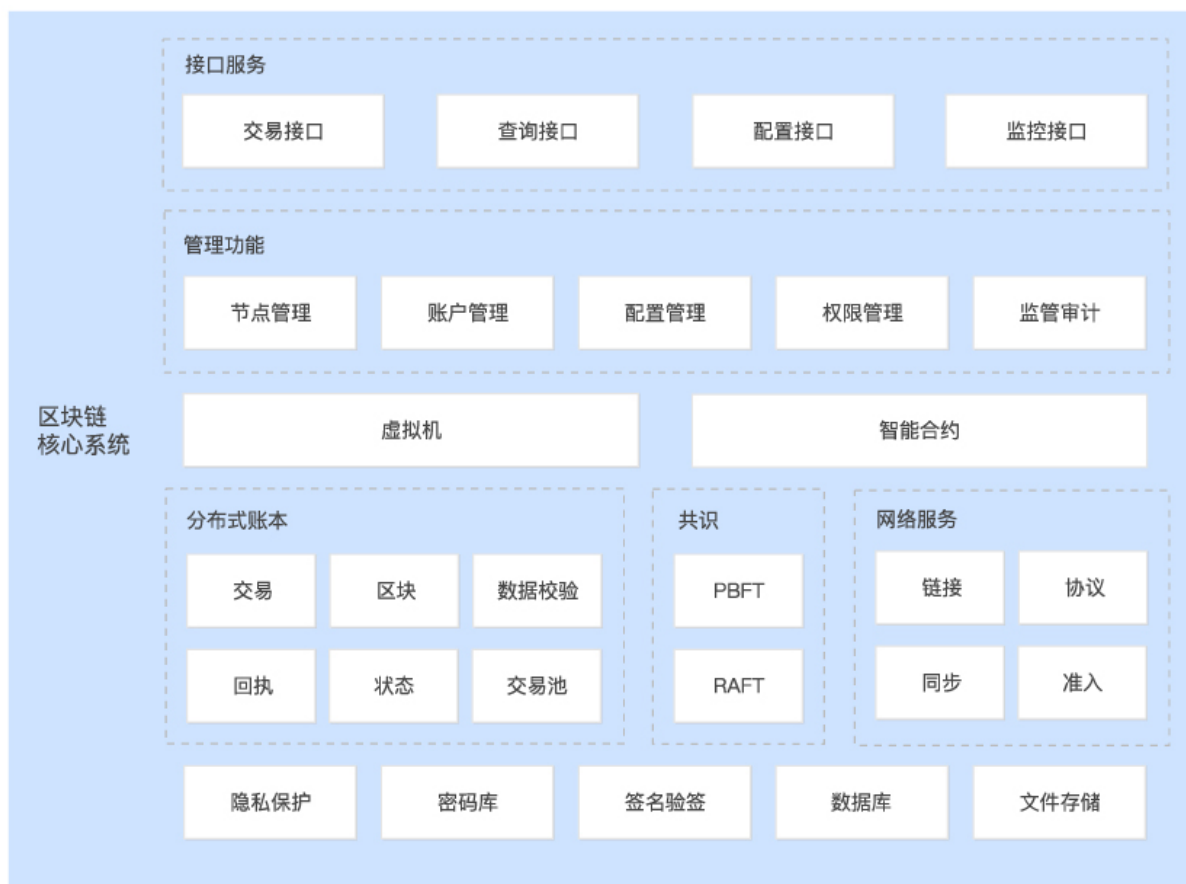 接口服务
交易接口 查询接口 配置接口 监控接口
管理功能
节点管理 账户管理 配置管理 权限管理 监管审计
区块链
核心系统
虚拟机 智能合约
分布式账本
交易 区块 数据校验
回执 状态 交易池
共识
PBFT
RAFT
网络服务
链接 协议
同步 准入
隐私保护 密码库 签名验签 数据库 文件存储